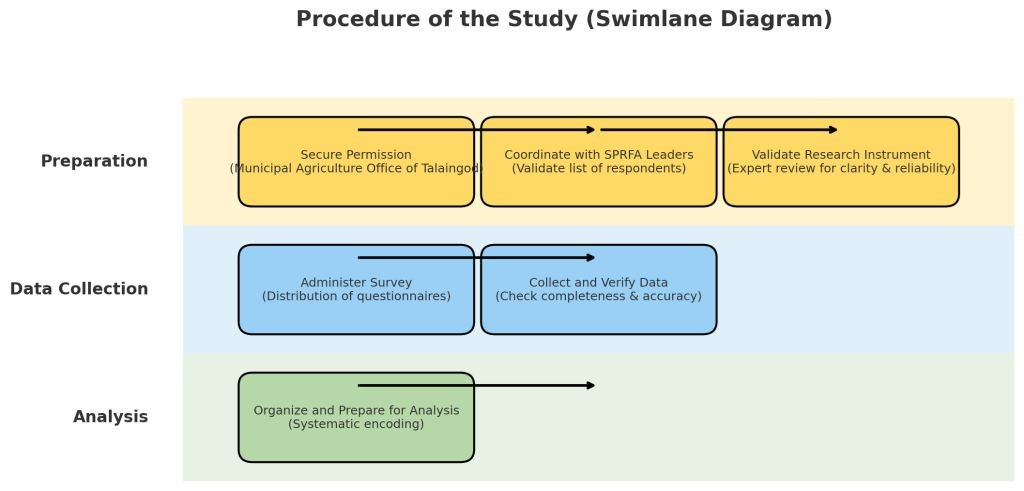 Procedure of the Study (Swimlane Diagram)
Preparation
Secure Permission
(Municipal Agriculture Office of Talaingod)
Coordinate with SPRFA Leaders
(Validate list of respondents)
Validate Research Instrument
(Expert review for clarity & reliability)
Data Collection
Administer Survey
(Distribution of questionnaires)
Collect and Verify Data
(Check completeness & accuracy)
Analysis
Organize and Prepare for Analysis
(Systematic encoding)